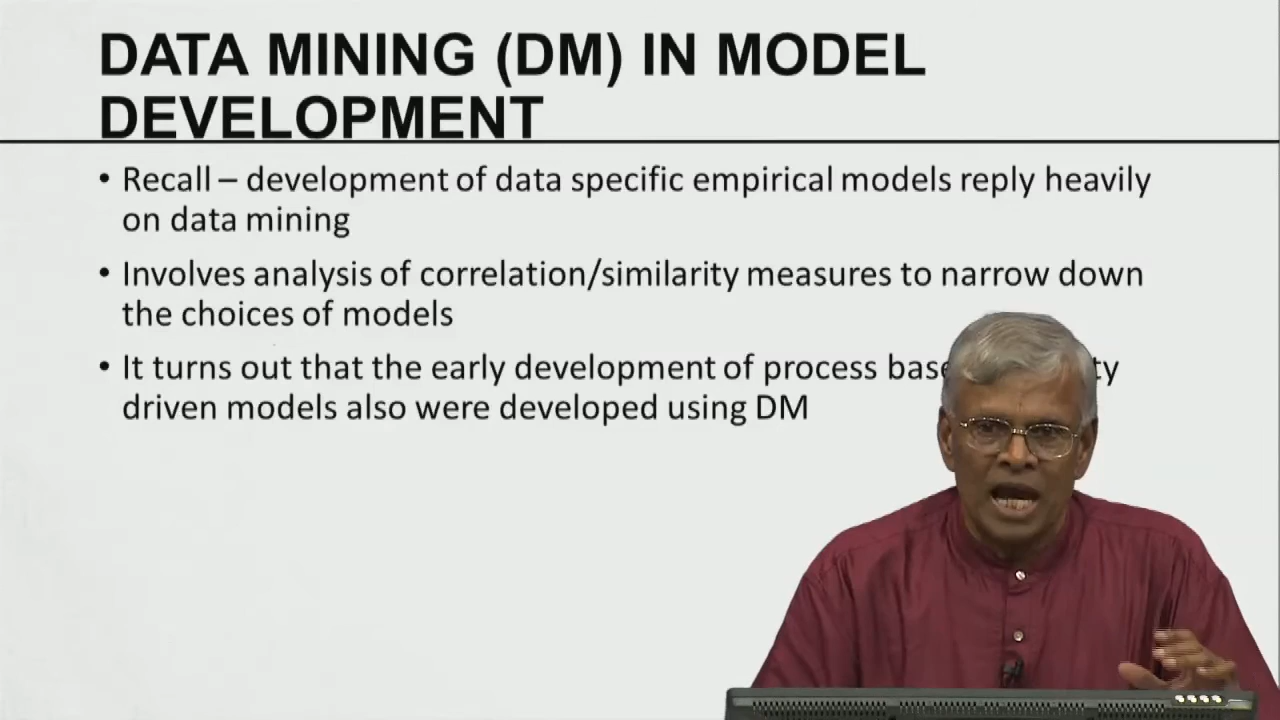 DATA MINING (DM) IN MODEL
DEVELOPMENT
• Recall – development of data specific empirical models reply heavily
on data mining
• Involves analysis of correlation/similarity measures to narrow down
the choices of models
• It turns out that the early development of process
driven models also were developed using DM